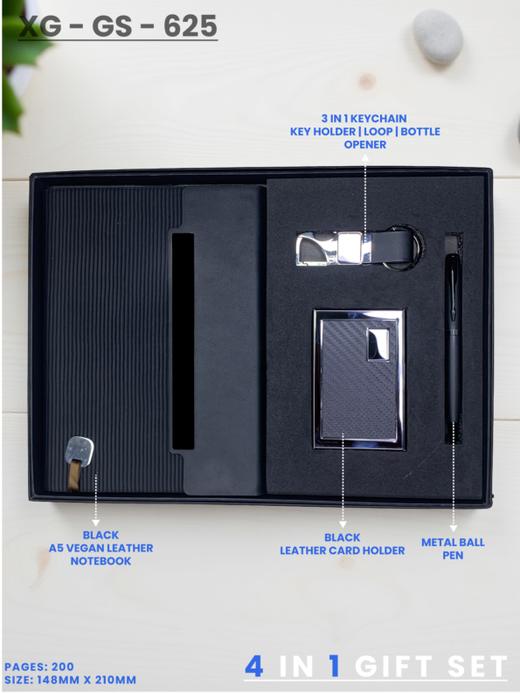 XG - GS - 625
3 IN 1 KEYCHAIN
KEY HOLDER | LOOP | BOTTLE
OPENER
BLACK
A5 VEGAN LEATHER
NOTEBOOK
BLACK
LEATHER CARD HOLDER
METAL BALL
PEN
PAGES: 200
SIZE: 148MM X 210MM
4 IN 1 GIFT SET